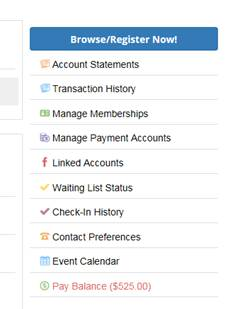 Browse/Register Now!
Account Statements
Transaction History
Manage Memberships
Manage Payment Accounts
Linked Accounts
Waiting List Status
Check-In History
Contact Preferences
Event Calendar
Pay Balance ($525.00)